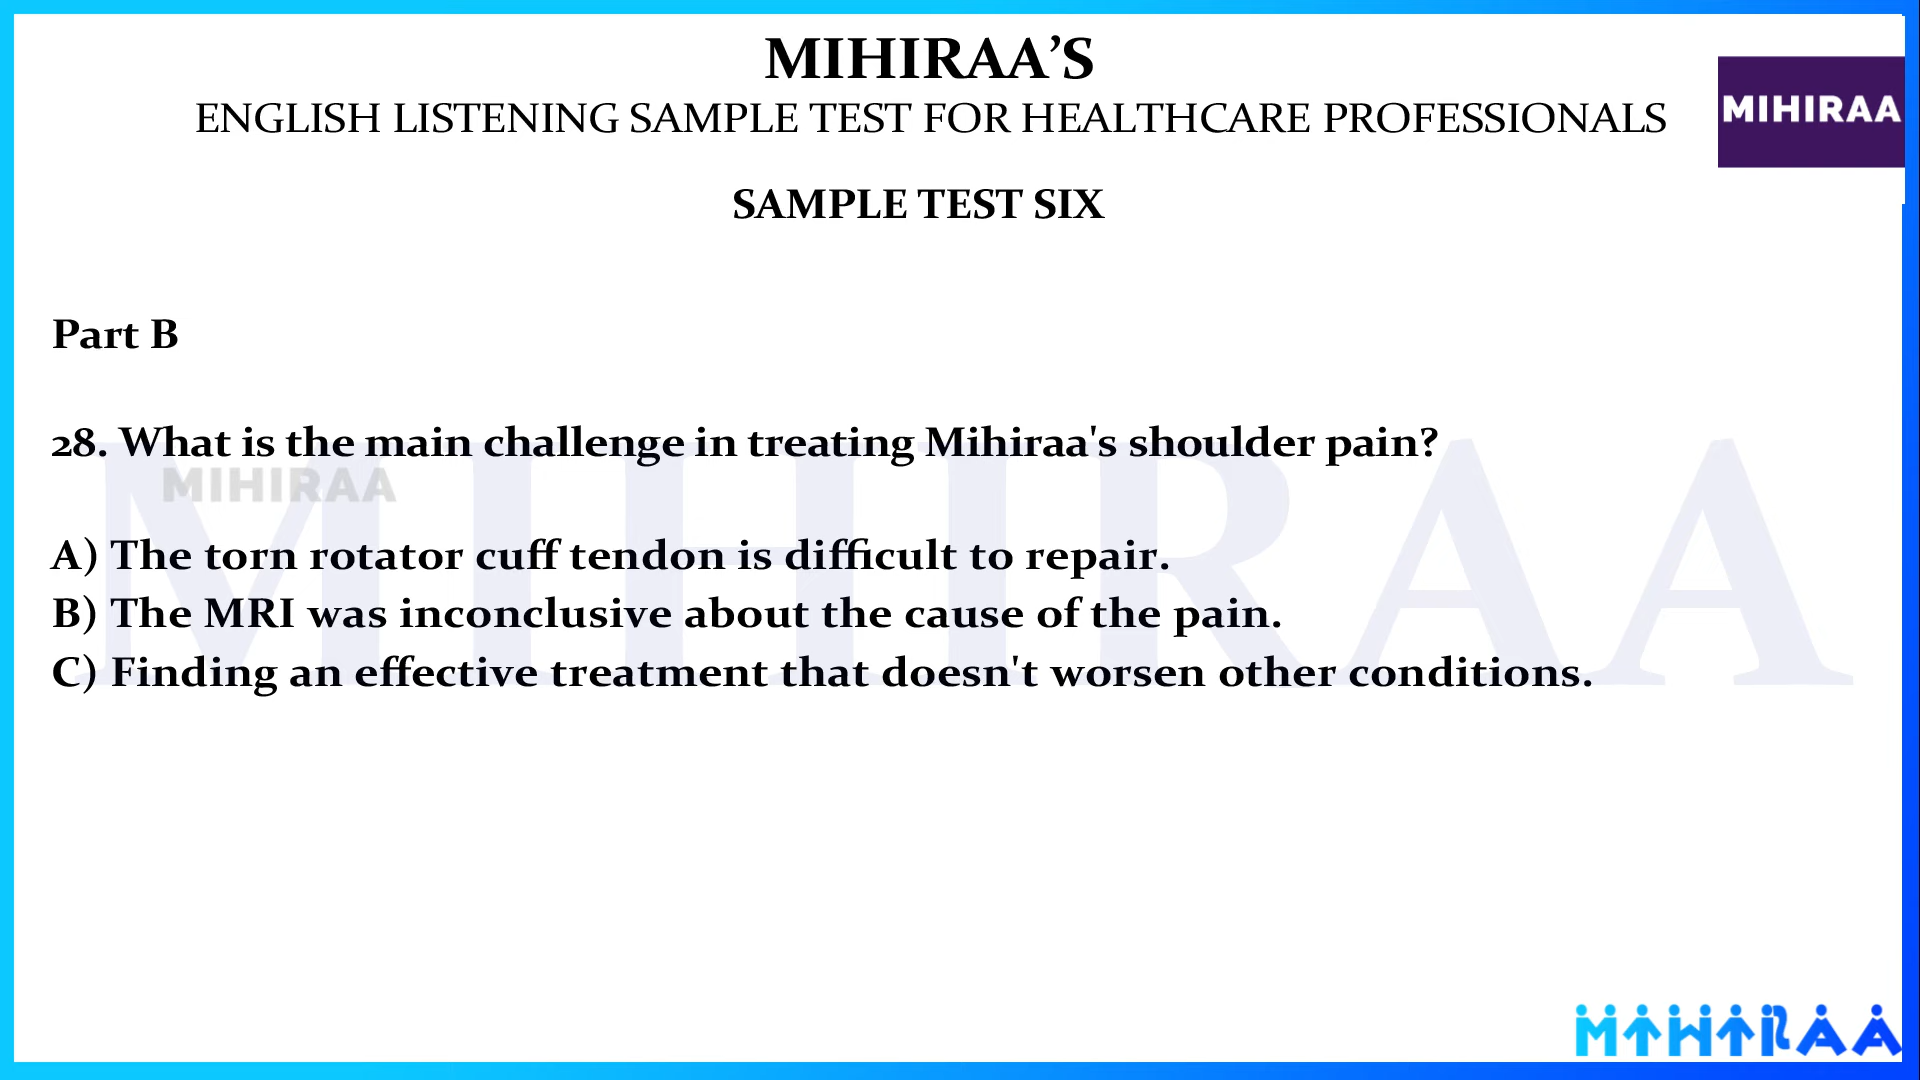 MIHIRAA’S
ENGLISH LISTENING SAMPLE TEST FOR HEALTHCARE PROFESSIONALS
MIHIRAA
SAMPLE TEST SIX
Part B
28. What is the main challenge in treating Mihiraa's shoulder pain?
MIHIRAA
MIHIRAA
A) The torn rotator cuff tendon is difficult to repair.
B) The MRI was inconclusive about the cause of the pain.
C) Finding an effective treatment that doesn't worsen other conditions.
MIHIRAA